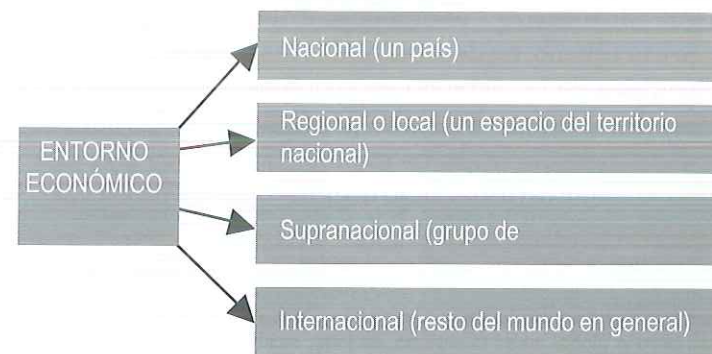 ENTORNO
ECONÓMICO
Nacional (un país)
Regional o local (un espacio del territorio
nacional)
Supranacional (grupo de
Internacional (resto del mundo en general)